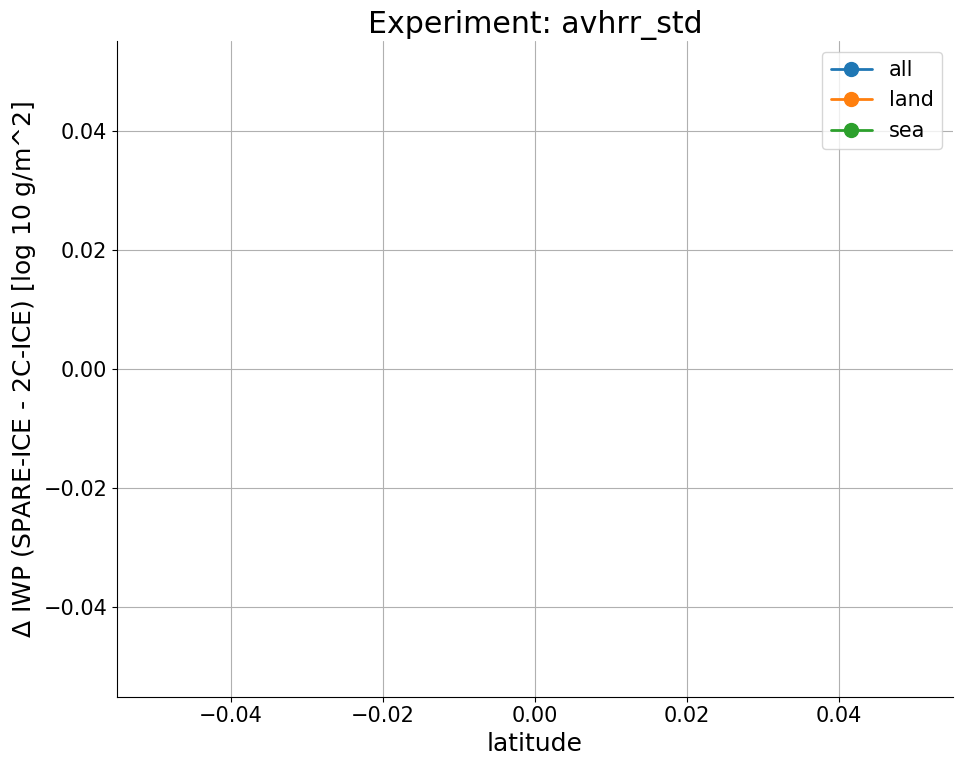 Experiment: avhrr_std
all
land
sea
Δ IWP (SPARE-ICE - 2C-ICE) [log 10 g/m^2]
0.04
0.02
0.00
−0.02
−0.04
−0.04 −0.02 0.00 0.02 0.04
latitude